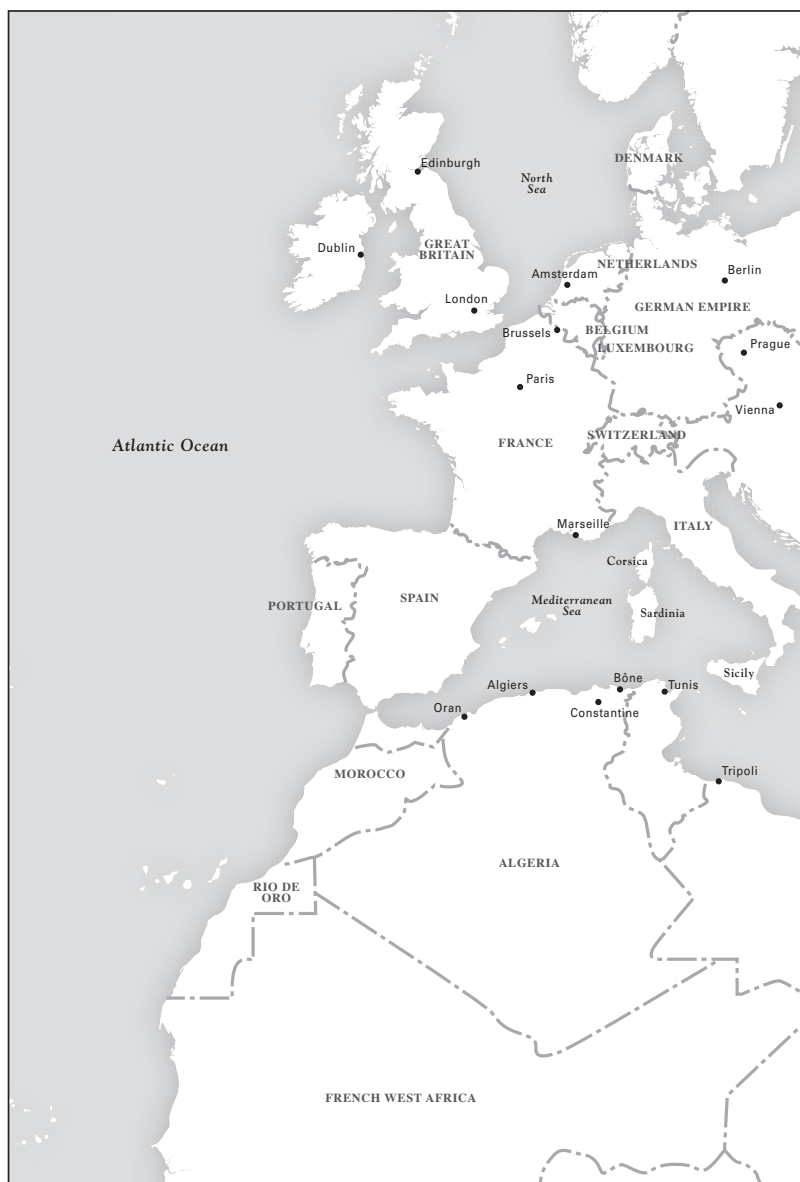 Edinburgh
North
Sea
DENMARK
Dublin
GREAT
BRITAIN
NETHERLANDS
Amsterdam
Berlin
London
GERMAN EMPIRE
Brussels
BELGIUM
LUXEMBOURG
Prague
Paris
Vienna
Atlantic Ocean
FRANCE
SWITZERLAND
Marseille
ITALY
Corsica
PORTUGAL
SPAIN
Mediterranean
Sea
Sardinia
Sicily
Algiers
Bône
Tunis
Oran
Constantine
MOROCCO
Tripoli
ALGERIA
RIO DE
ORO
FRENCH WEST AFRICA